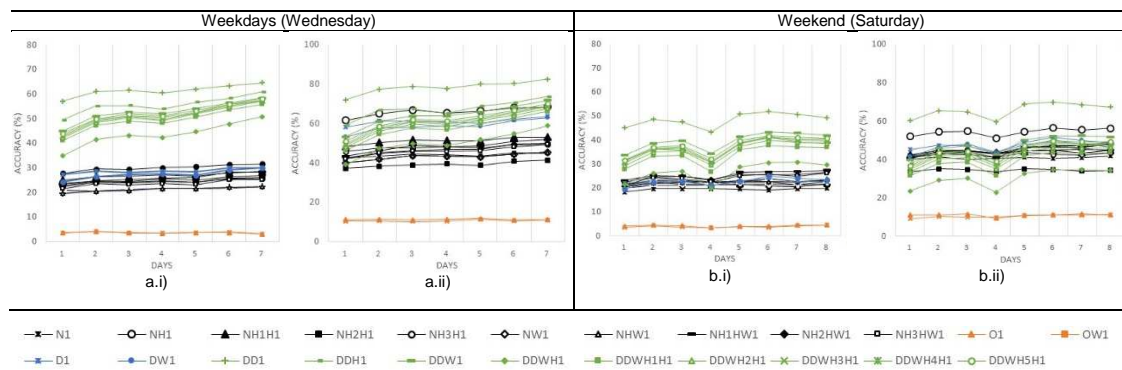 Weekdays (Wednesday)
Weekend (Saturday)
ACCURACY (%)
80
70
60
50
40
30
20
10
0
1 2 3 4 5 6 7
DAYS
a.i)
ACCURACY (%)
100
80
60
40
20
0
1 2 3 4 5 6 7
DAYS
a.ii)
ACCURACY (%)
80
70
60
50
40
30
20
10
0
1 2 3 4 5 6 7 8
DAYS
b.i)
ACCURACY (%)
100
80
60
40
20
0
1 2 3 4 5 6 7 8
DAYS
b.ii)
N1 NH1 NH1H1 NH2H1 NH3H1 NW1 NHW1 NH1HW1 NH2HW1 NH3HW1 O1 OW1
D1 DW1 DD1 DDH1 DDW1 DDWH1 DDWH1H1 DDWH2H1 DDWH3H1 DDWH4H1 DDWH5H1